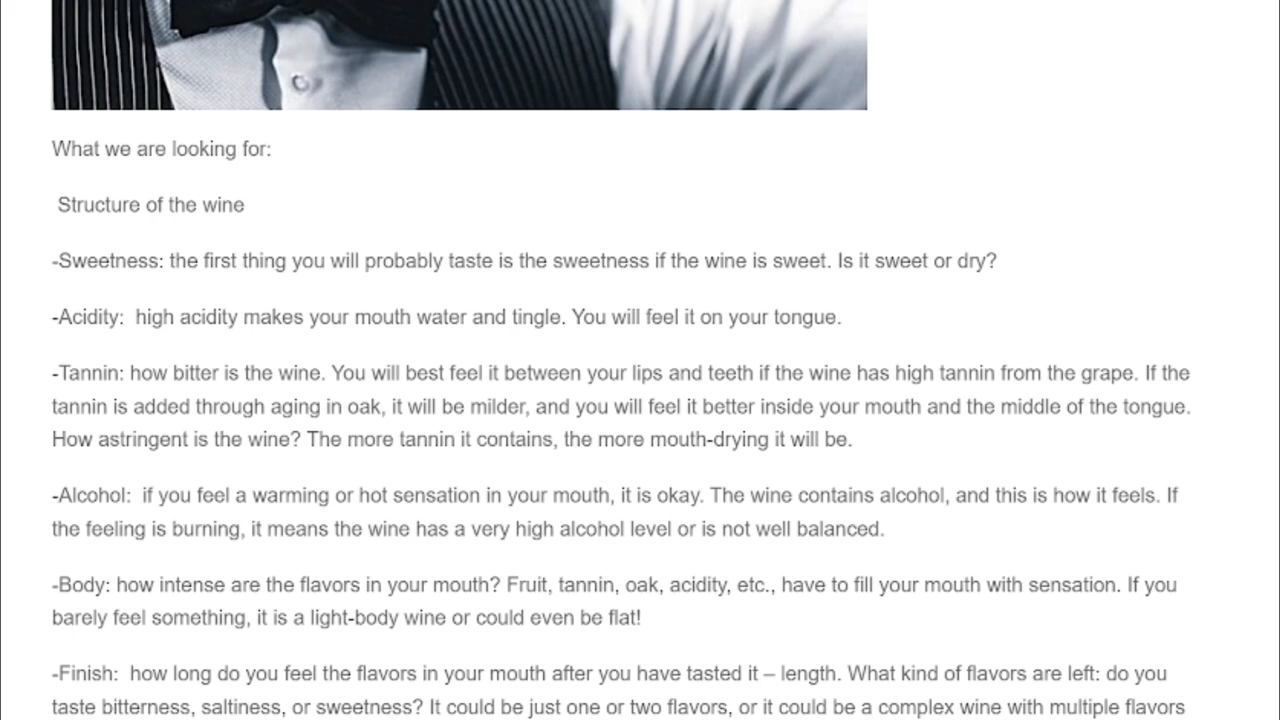 What we are looking for:
Structure of the wine
-Sweetness: the first thing you will probably taste is the sweetness if the wine is sweet. Is it sweet or dry?
-Acidity:  high acidity makes your mouth water and tingle. You will feel it on your tongue.
-Tannin: how bitter is the wine. You will best feel it between your lips and teeth if the wine has high tannin from the grape. If the
tannin is added through aging in oak, it will be milder, and you will feel it better inside your mouth and the middle of the tongue.
How astringent is the wine? The more tannin it contains, the more mouth-drying it will be.
-Alcohol:  if you feel a warming or hot sensation in your mouth, it is okay. The wine contains alcohol, and this is how it feels. If
the feeling is burning, it means the wine has a very high alcohol level or is not well balanced.
-Body: how intense are the flavors in your mouth? Fruit, tannin, oak, acidity, etc., have to fill your mouth with sensation. If you
barely feel something, it is a light-body wine or could even be flat!
-Finish:  how long do you feel the flavors in your mouth after you have tasted it – length. What kind of flavors are left: do you
taste bitterness, saltiness, or sweetness? It could be just one or two flavors, or it could be a complex wine with multiple flavors